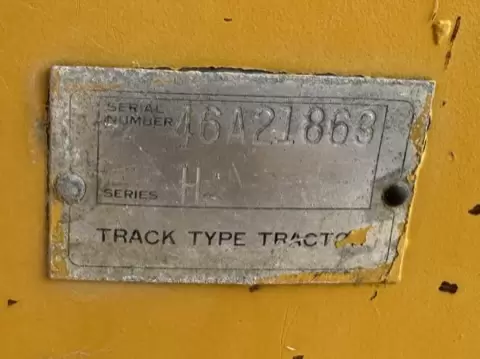 SERIAL
NUMBER 46A21863
SERIES H
TRACK TYPE TRACTOR